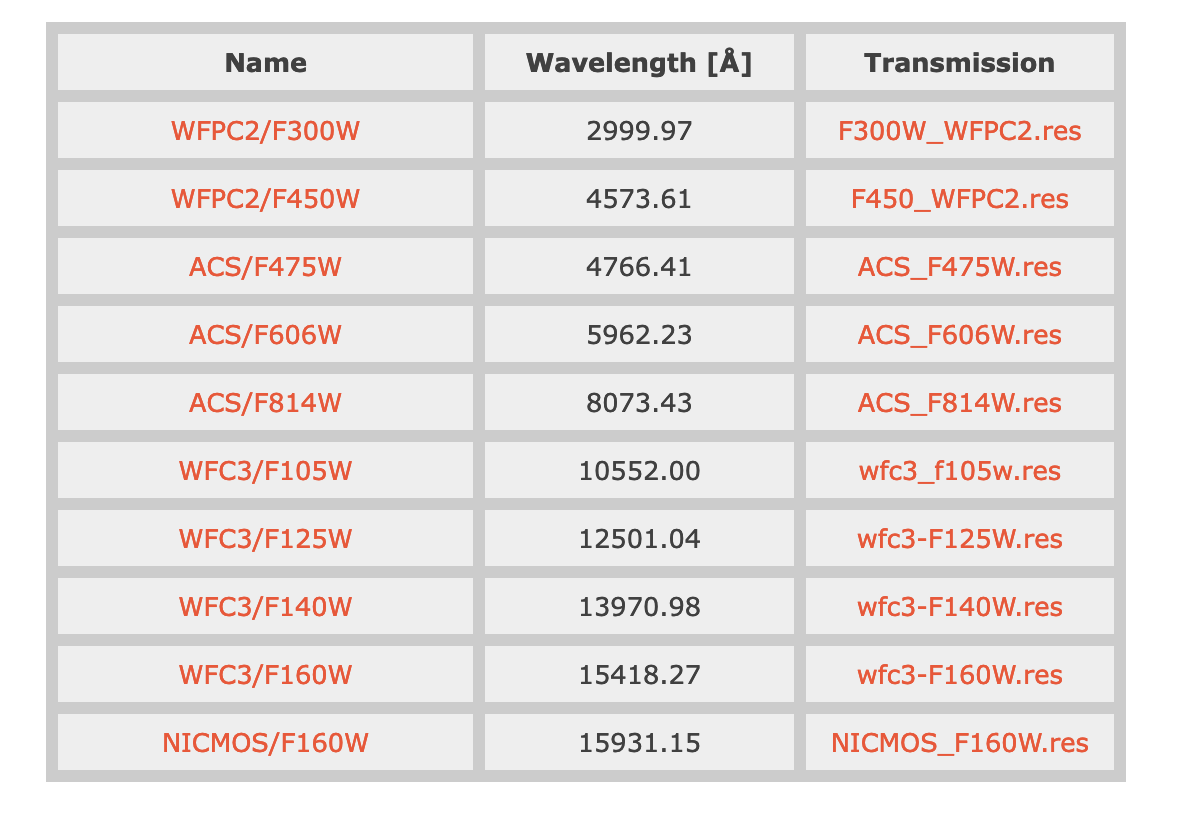 Name Wavelength [Å] Transmission
WFPC2/F300W 2999.97 F300W_WFPC2.res
WFPC2/F450W 4573.61 F450_WFPC2.res
ACS/F475W 4766.41 ACS_F475W.res
ACS/F606W 5962.23 ACS_F606W.res
ACS/F814W 8073.43 ACS_F814W.res
WFC3/F105W 10552.00 wfc3_f105w.res
WFC3/F125W 12501.04 wfc3-F125W.res
WFC3/F140W 13970.98 wfc3-F140W.res
WFC3/F160W 15418.27 wfc3-F160W.res
NICMOS/F160W 15931.15 NICMOS_F160W.res